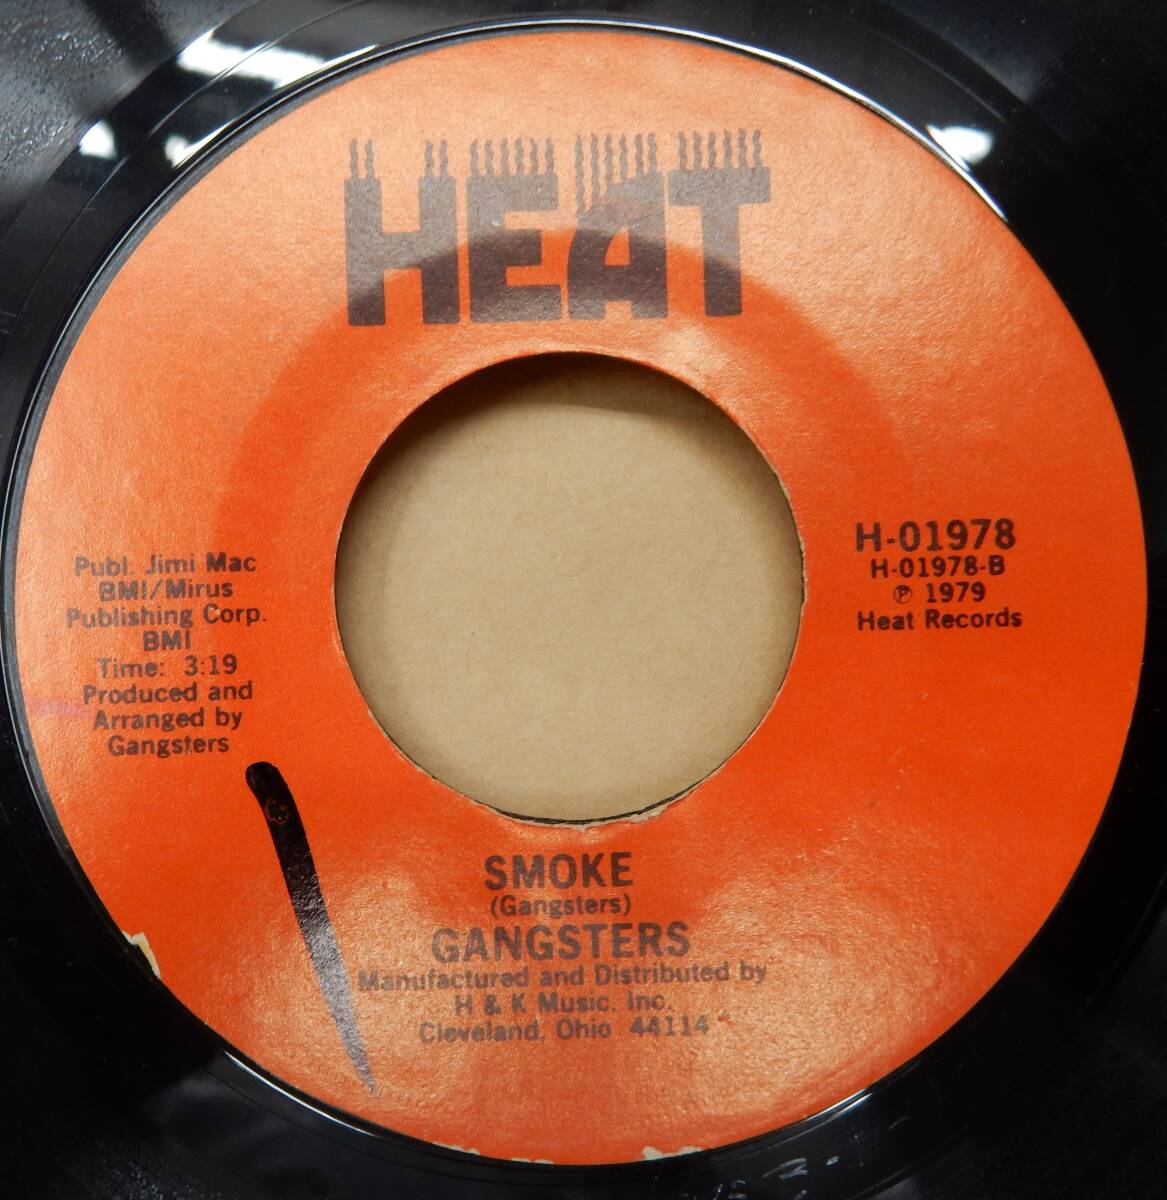 HEAT
Publ. Jimi Mac
BMI/Mirus
Publishing Corp.
BMI
Time: 3:19
Produced and
Arranged by
Gangsters
H-01978
H-01978-B
℗ 1979
Heat Records
SMOKE
(Gangsters)
GANGSTERS
Manufactured and Distributed by
H & K Music, Inc.
Cleveland, Ohio 44114